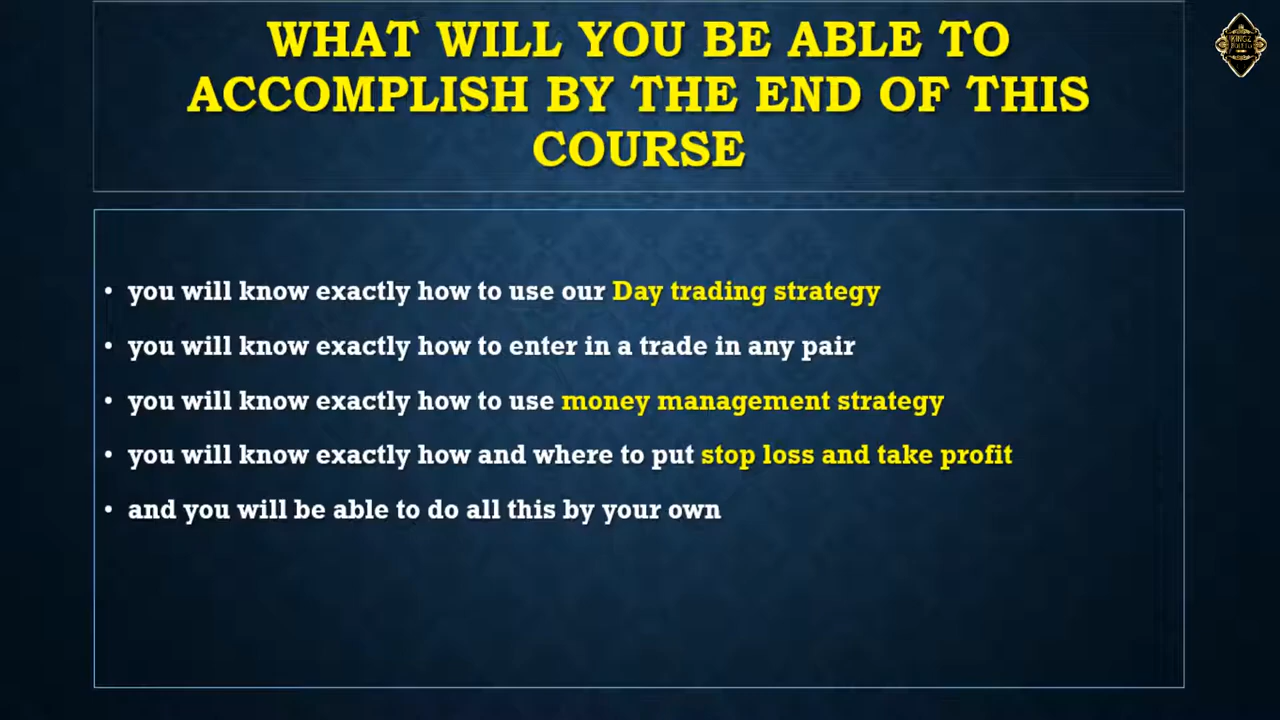 WHAT WILL YOU BE ABLE TO
ACCOMPLISH BY THE END OF THIS
COURSE
• you will know exactly how to use our Day trading strategy
• you will know exactly how to enter in a trade in any pair
• you will know exactly how to use money management strategy
• you will know exactly how and where to put stop loss and take profit
• and you will be able to do all this by your own